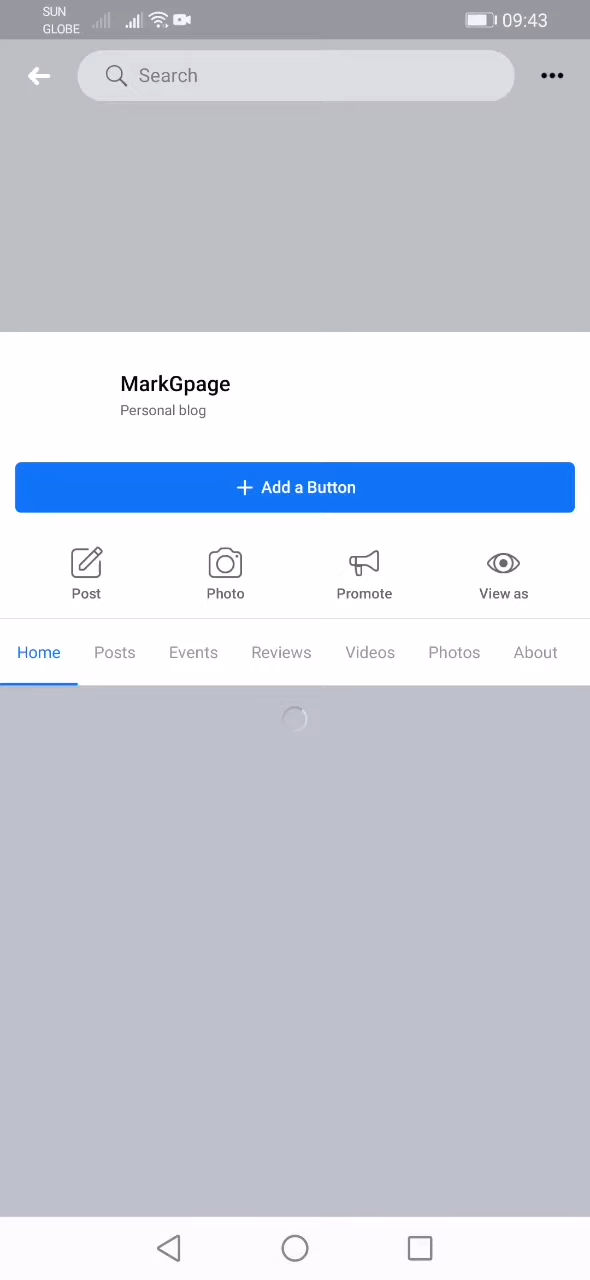 SUN
GLOBE
09:43
Search
MarkGpage
Personal blog
Add a Button
Post Photo Promote View as
Home Posts Events Reviews Videos Photos About